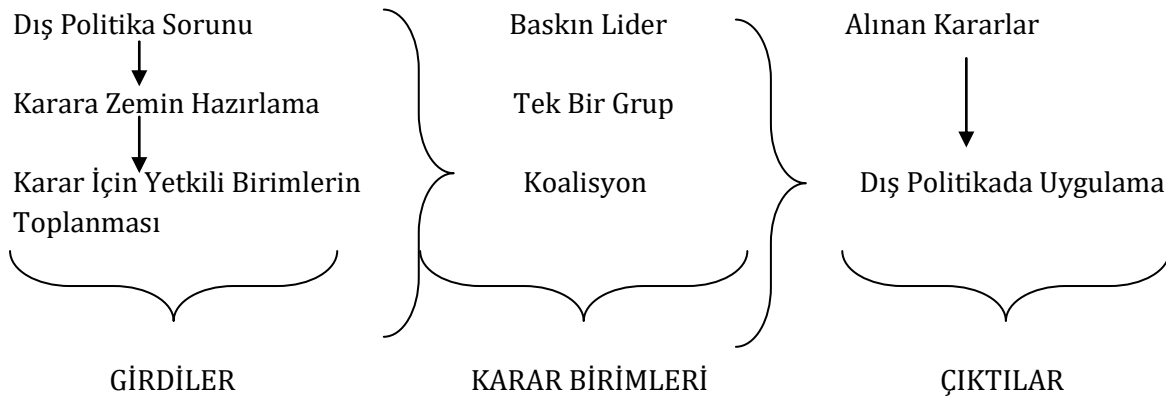 Dış Politika Sorunu
Karara Zemin Hazırlama
Karar İçin Yetkili Birimlerin
Toplanması
GİRDİLER
Baskın Lider
Tek Bir Grup
Koalisyon
KARAR BİRİMLERİ
Alınan Kararlar
Dış Politikada Uygulama
ÇIKTILAR